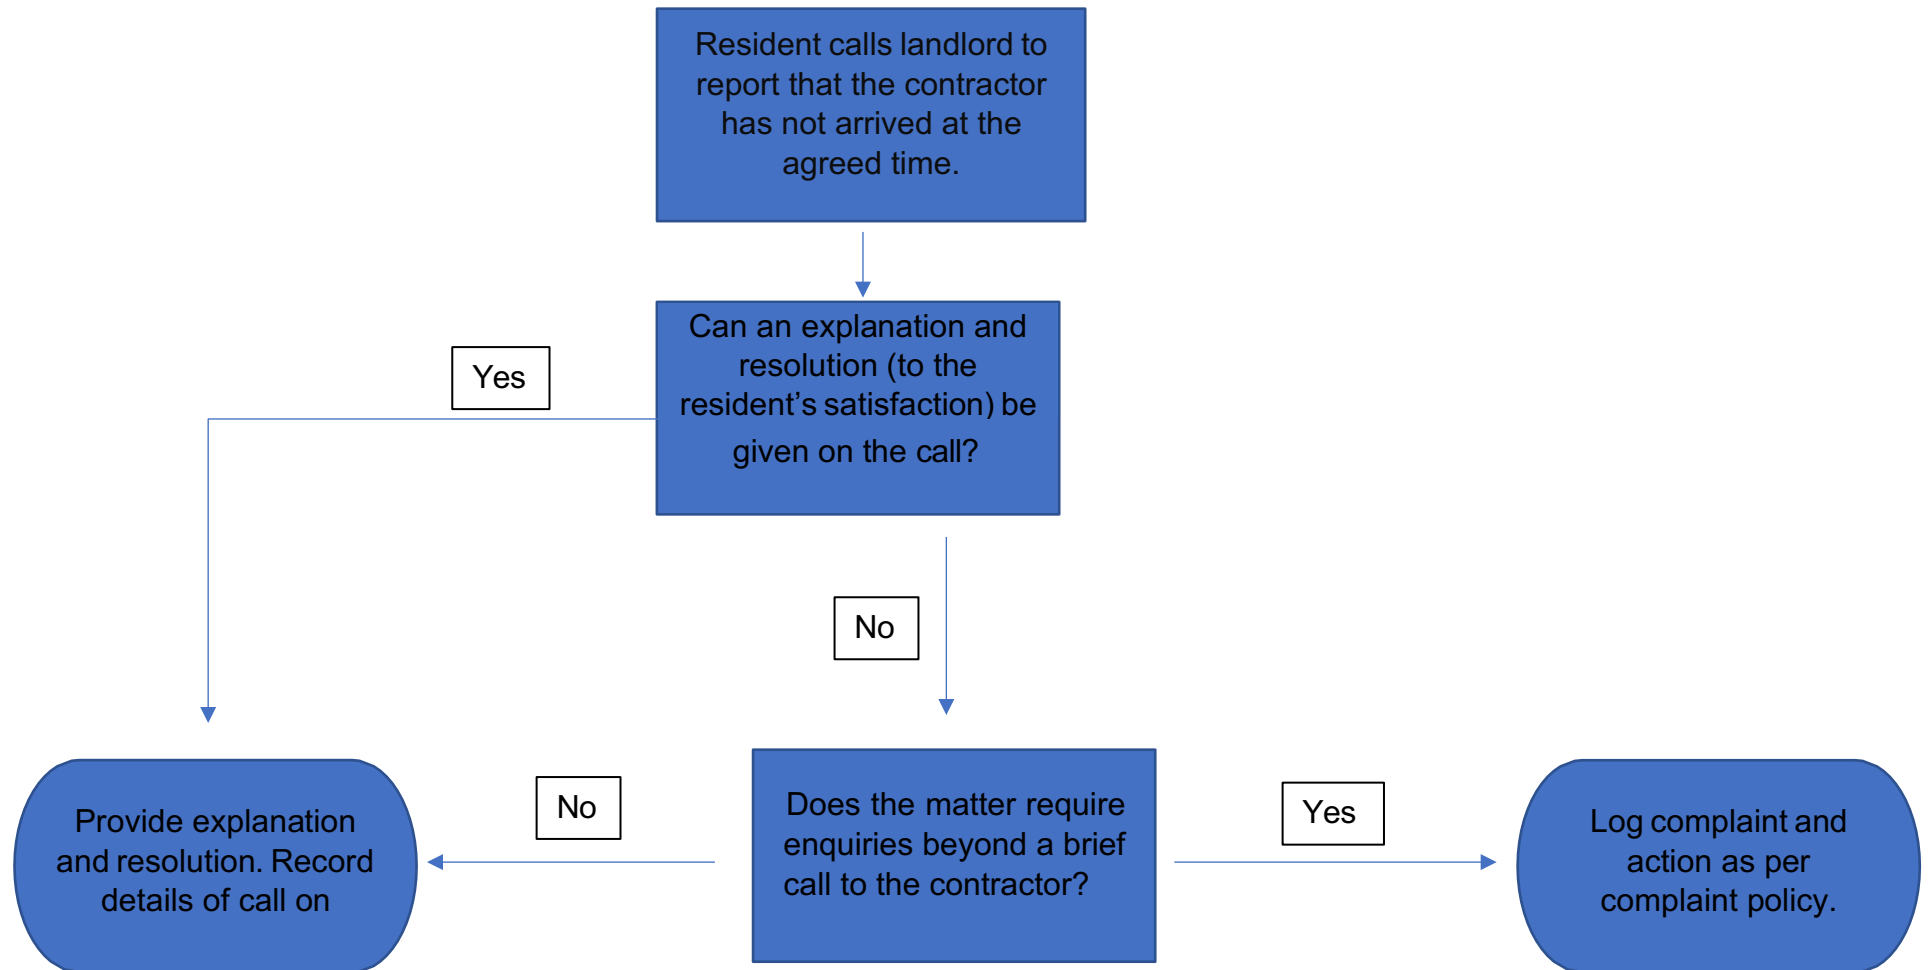 Resident calls landlord to
report that the contractor
has not arrived at the
agreed time.
Can an explanation and
resolution (to the
resident’s satisfaction) be
given on the call?
Yes
No
Does the matter require
enquiries beyond a brief
call to the contractor?
No
Yes
Provide explanation
and resolution. Record
details of call on
Log complaint and
action as per
complaint policy.